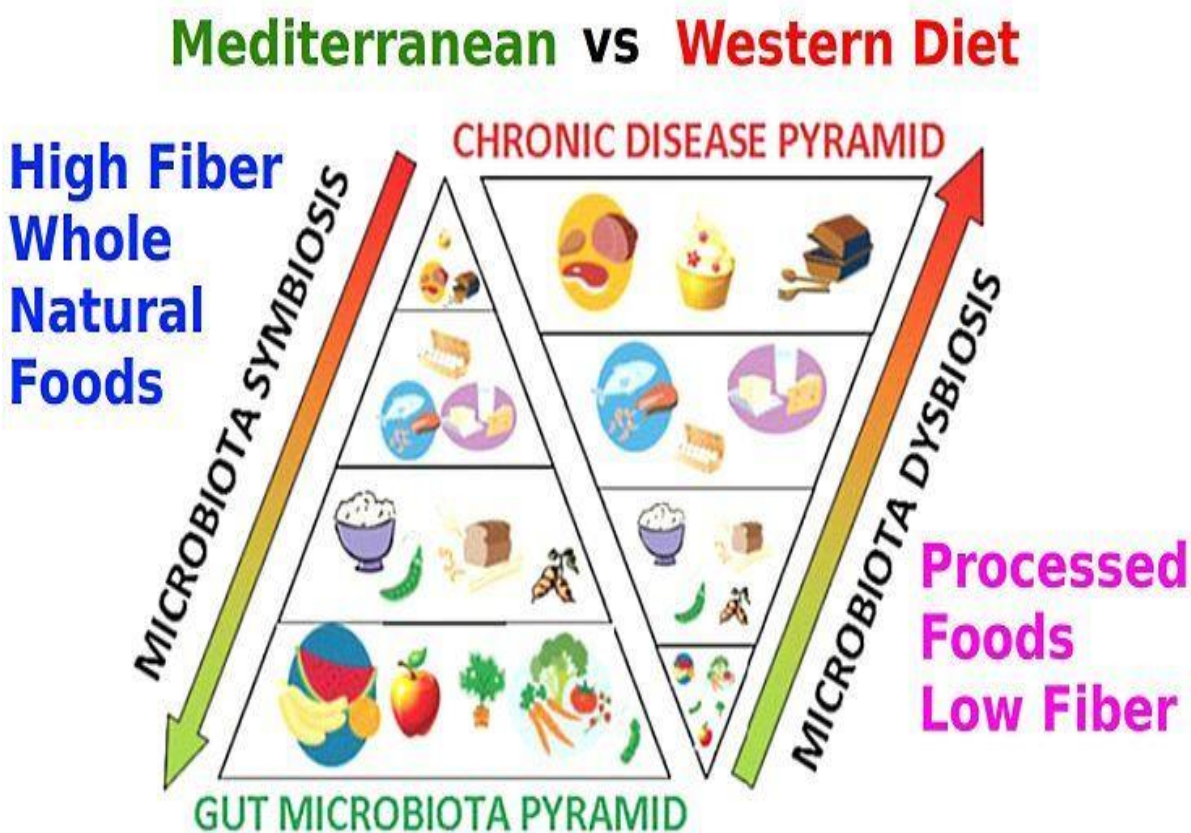 Mediterranean vs Western Diet
CHRONIC DISEASE PYRAMID
High Fiber
Whole
Natural
Foods
MICROBIOTA SYMBIOSIS
MICROBIOTA DYSBIOSIS
Processed
Foods
Low Fiber
GUT MICROBIOTA PYRAMID